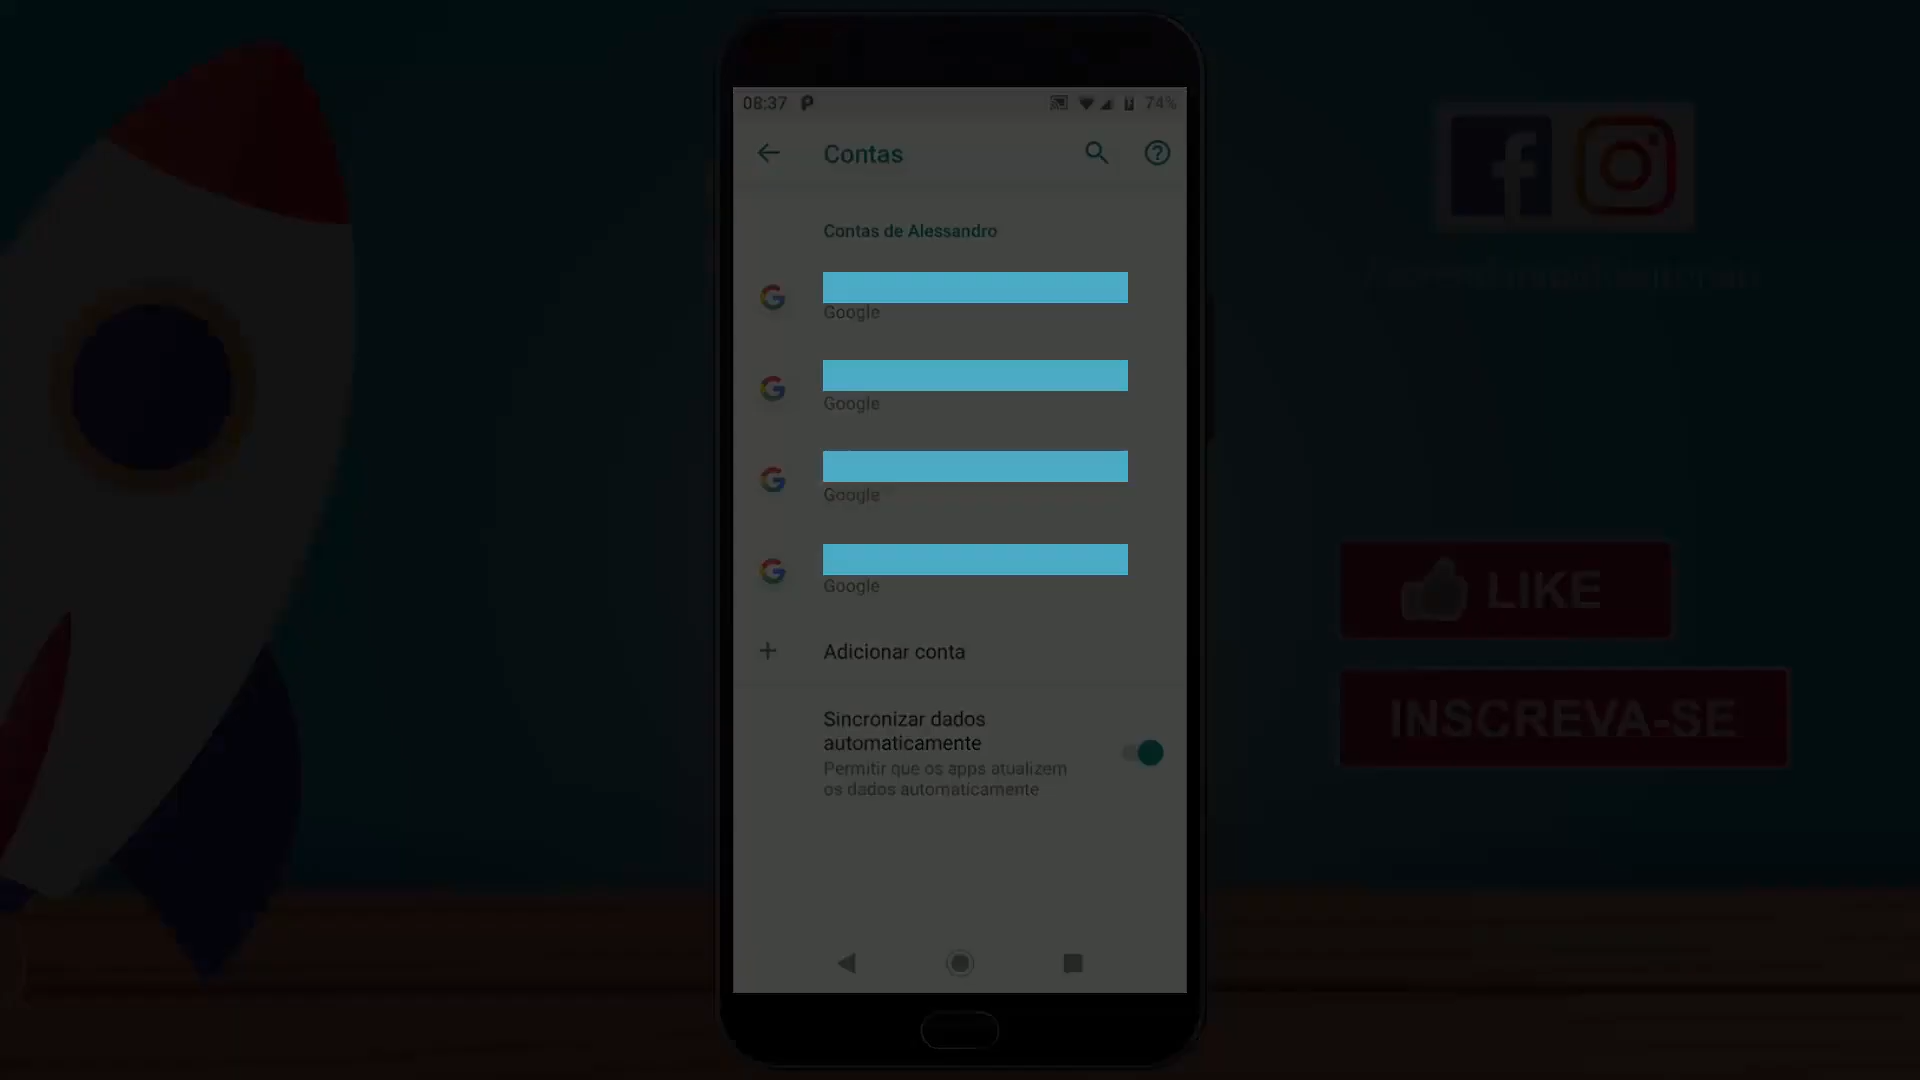 08:37
74%
Contas
Contas de Alessandro
Google
Google
Google
Google
Adicionar conta
Sincronizar dados
automaticamente
Permitir que os apps atualizem
os dados automaticamente
LIKE
INSCREVA-SE